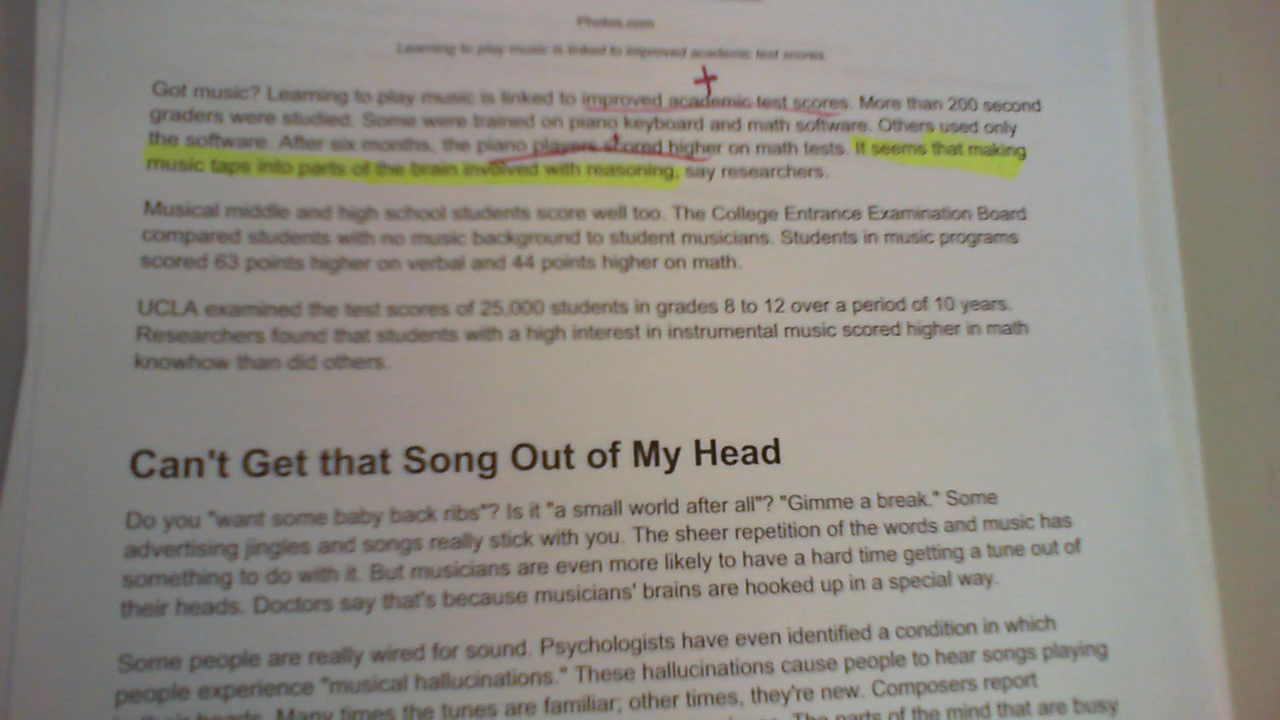 Photos.com
Learning to play music is linked to improved academic test scores.
Got music? Learning to play music is linked to improved academic test scores. More than 200 second
graders were studied. Some were trained on piano keyboard and math software. Others used only
the software. After six months, the piano players scored higher on math tests. It seems that making
music taps into parts of the brain involved with reasoning, say researchers.
Musical middle and high school students score well too. The College Entrance Examination Board
compared students with no music background to student musicians. Students in music programs
scored 63 points higher on verbal and 44 points higher on math.
UCLA examined the test scores of 25,000 students in grades 8 to 12 over a period of 10 years.
Researchers found that students with a high interest in instrumental music scored higher in math
knowhow than did others.
Can't Get that Song Out of My Head
Do you "want some baby back ribs"? Is it "a small world after all"? "Gimme a break." Some
advertising jingles and songs really stick with you. The sheer repetition of the words and music has
something to do with it. But musicians are even more likely to have a hard time getting a tune out of
their heads. Doctors say that's because musicians' brains are hooked up in a special way.
Some people are really wired for sound. Psychologists have even identified a condition in which
people experience "musical hallucinations." These hallucinations cause people to hear songs playing
their heads. Many times the tunes are familiar; other times, they're new. Composers report
The parts of the mind that are busy